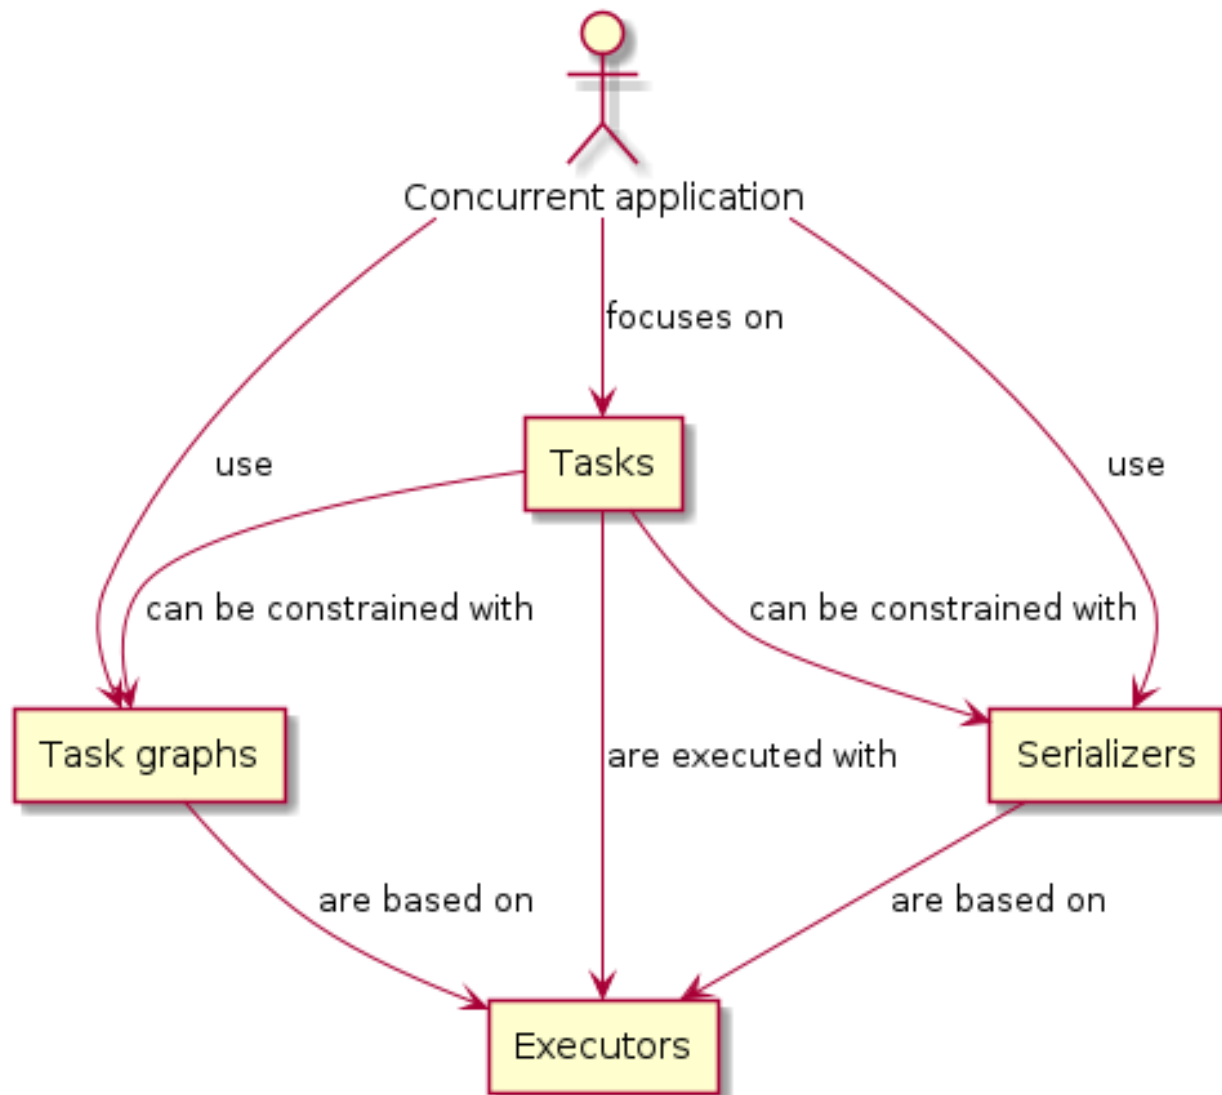 Concurrent application
focuses on
use
Tasks
use
can be constrained with
can be constrained with
Task graphs
are executed with
Serializers
are based on
are based on
Executors